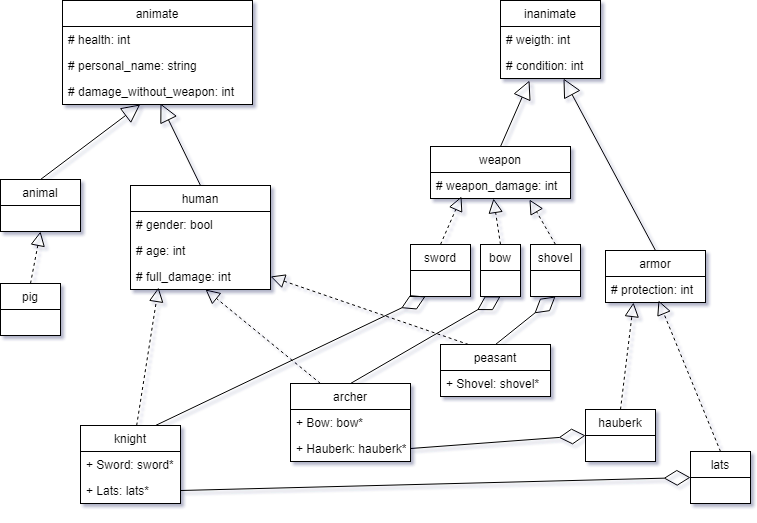 animate
# health: int
# personal_name: string
# damage_without_weapon: int
inanimate
# weigth: int
# condition: int
animal
human
# gender: bool
# age: int
# full_damage: int
weapon
# weapon_damage: int
sword
bow
shovel
armor
# protection: int
pig
peasant
+ Shovel: shovel*
archer
+ Bow: bow*
+ Hauberk: hauberk*
hauberk
knight
+ Sword: sword*
+ Lats: lats*
lats